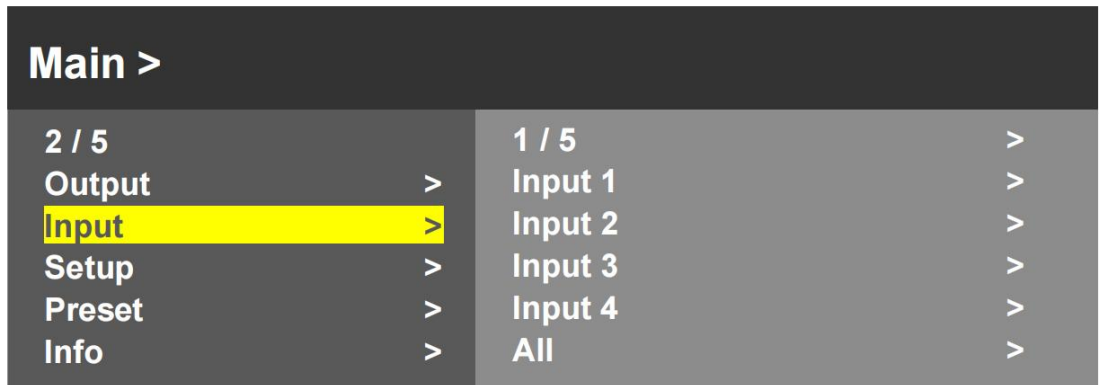 Main >
2 / 5
Output >
Input >
Setup >
Preset >
Info >
1 / 5 >
Input 1 >
Input 2 >
Input 3 >
Input 4 >
All >